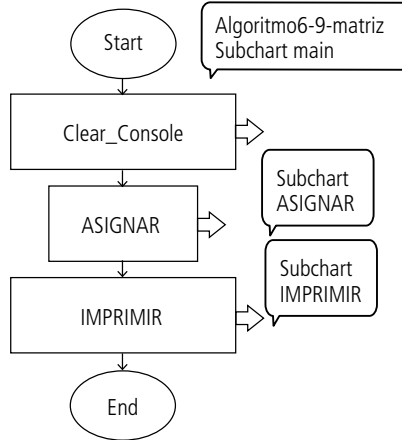 Start
Algoritmo6-9-matriz
Subchart main
Clear_Console
Subchart
ASIGNAR
ASIGNAR
Subchart
IMPRIMIR
IMPRIMIR
End